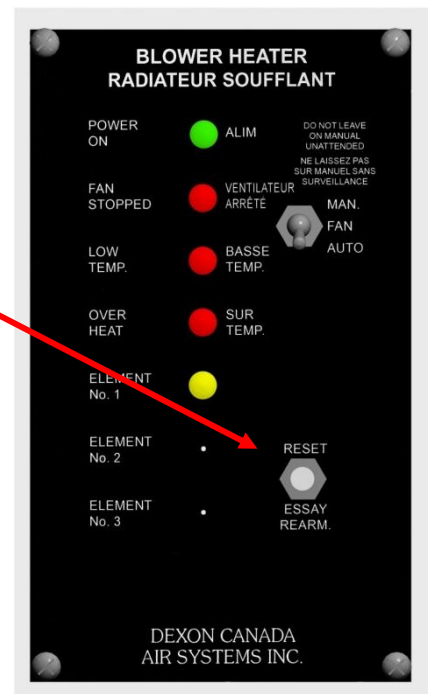 BLOWER HEATER
RADIATEUR SOUFFLANT
POWER
ON
ALIM
DO NOT LEAVE
ON MANUAL
UNATTENDED
NE LAISSEZ PAS
SUR MANUEL SANS
SURVEILLANCE
FAN
STOPPED
VENTILATEUR
ARRÊTÉ
MAN.
FAN
AUTO
LOW
TEMP.
BASSE
TEMP.
OVER
HEAT
SUR
TEMP.
ELEMENT
No. 1
ELEMENT
No. 2
RESET
ELEMENT
No. 3
ESSAY
REARM.
DEXON CANADA
AIR SYSTEMS INC.